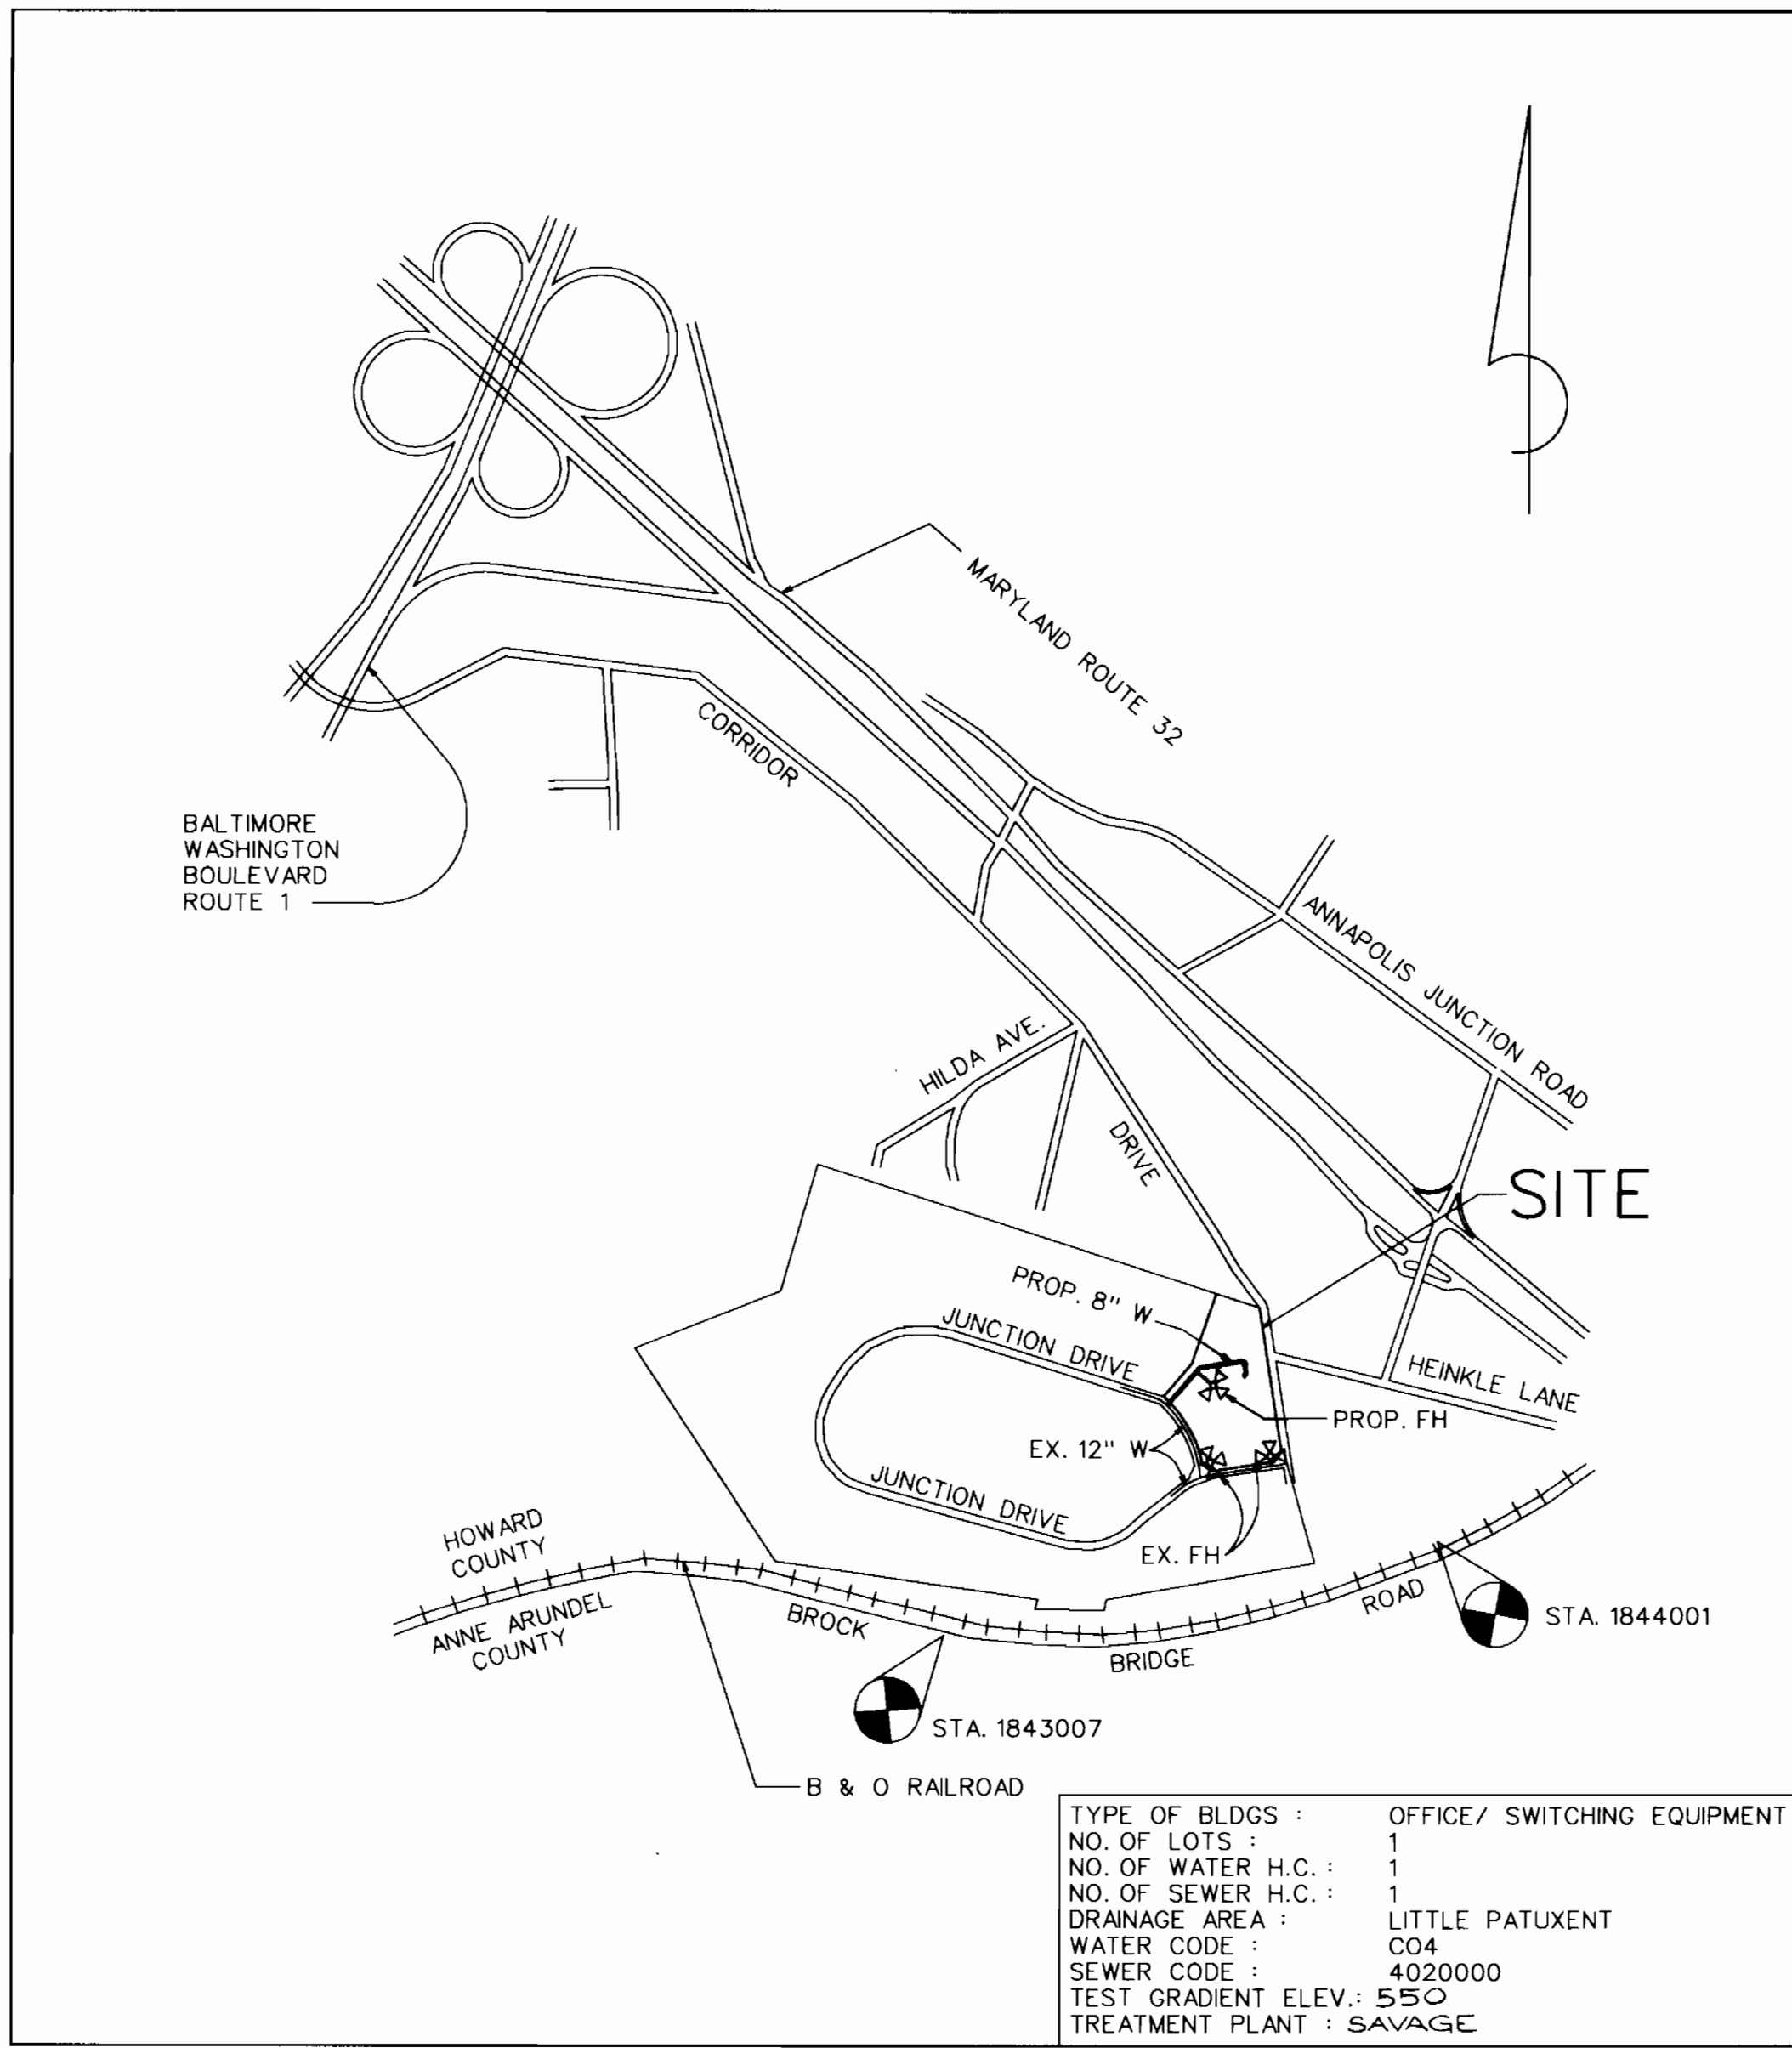 MARYLAND ROUTE 32
CORRIDOR
BALTIMORE
WASHINGTON
BOULEVARD
ROUTE 1
ANNAPOLIS JUNCTION ROAD
HILDA AVE.
DRIVE
SITE
PROP. 8" W
JUNCTION DRIVE
HEINKLE LANE
PROP. FH
EX. 12" W
JUNCTION DRIVE
EX. FH
HOWARD
COUNTY
ANNE ARUNDEL
COUNTY
BROCK
BRIDGE
ROAD
STA. 1844001
STA. 1843007
B & O RAILROAD
TYPE OF BLDGS : OFFICE/ SWITCHING EQUIPMENT
NO. OF LOTS : 1
NO. OF WATER H.C. : 1
NO. OF SEWER H.C. : 1
DRAINAGE AREA : LITTLE PATUXENT
WATER CODE : CO4
SEWER CODE : 4020000
TEST GRADIENT ELEV.: 550
TREATMENT PLANT : SAVAGE